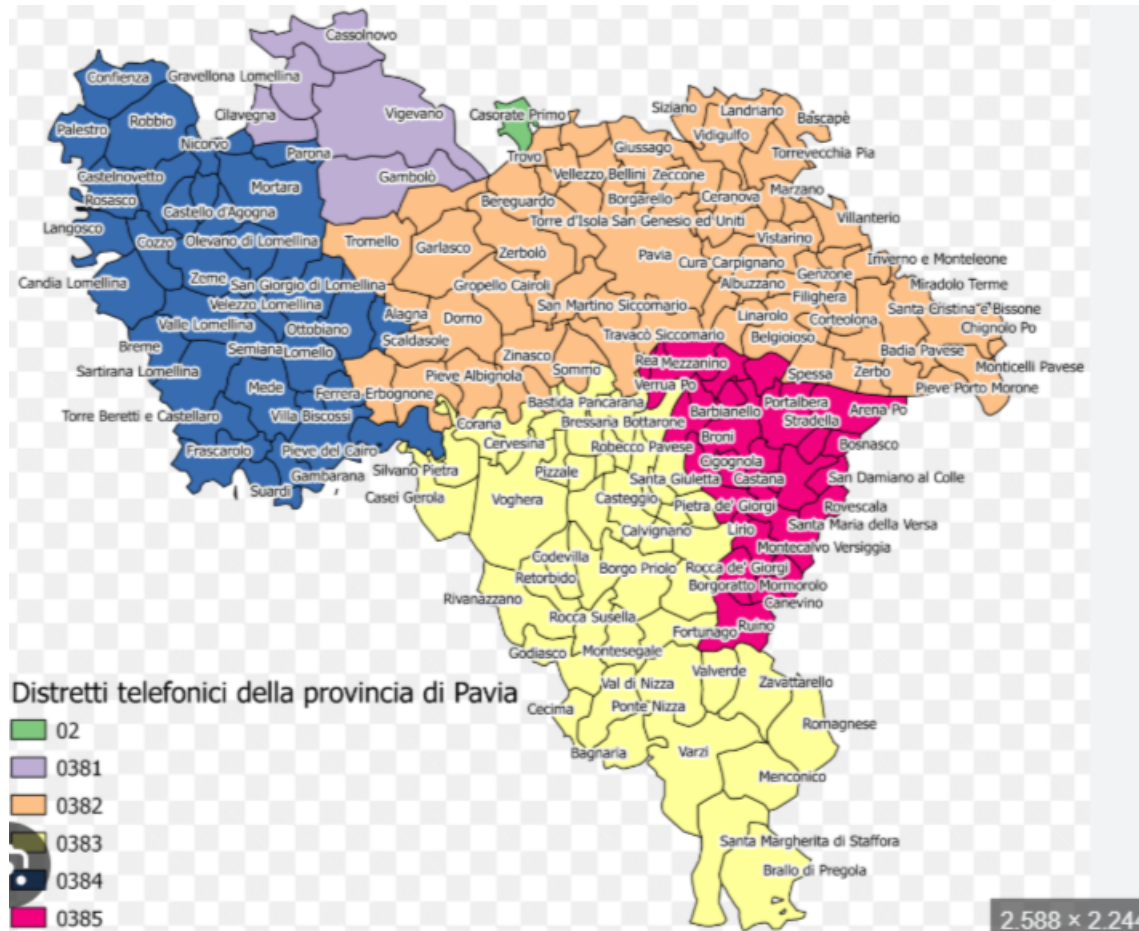 Cassolnovo
Confienza
Gravellona Lomellina
Cilavegna
Vigevano
Casorate Primo
Siziano
Landriano
Bascapè
Robbio
Palestro
Nicorvo
Parona
Trovo
Giussago
Vidigulfo
Torrevecchia Pia
Castelnovetto
Mortara
Gambolò
Vellezzo Bellini
Zeccone
Rosasco
Castello d'Agogna
Bereguardo
Borgarello
Ceranova
Marzano
Langosco
Cozzo
Olevano di Lomellina
Tromello
Garlasco
Zerbolò
Torre d'Isola
San Genesio ed Uniti
Villanterio
Vistarino
Pavia
Cura Carpignano
Inverno e Monteleone
Candia Lomellina
Zeme
San Giorgio di Lomellina
Gropello Cairoli
Albuzzano
Genzone
Miradolo Terme
Velezzo Lomellina
San Martino Siccomario
Filighera
Santa Cristina e Bissone
Valle Lomellina
Ottobiano
Alagna
Dorno
Linarolo
Corteolona
Chignolo Po
Breme
Semiana
Lomello
Scaldasole
Travacò Siccomario
Belgioioso
Badia Pavese
Sartirana Lomellina
Zinasco
Rea
Mezzanino
Monticelli Pavese
Mede
Ferrera Erbognone
Pieve Albignola
Sommo
Verrua Po
Spessa
Zerbo
Pieve Porto Morone
Torre Beretti e Castellaro
Villa Biscossi
Bastida Pancarana
Barbianello
Portalbera
Arena Po
Corana
Bressaria Bottarone
Stradella
Frascarolo
Pieve del Cairo
Cervesina
Robecco Pavese
Broni
Bosnasco
Silvano Pietra
Pizzale
Cigognola
Suardi
Gambarana
Santa Giuletta
Castana
San Damiano al Colle
Casei Gerola
Voghera
Casteggio
Pietra de' Giorgi
Rovescala
Calvignano
Lirio
Santa Maria della Versa
Codevilla
Montecalvo Versiggia
Retorbido
Borgo Priolo
Rocca de' Giorgi
Rivanazzano
Borgoratto Mormorolo
Rocca Susella
Canevino
Fortunago
Ruino
Godiasco
Montesegale
Valverde
Val di Nizza
Zavattarello
Cecima
Ponte Nizza
Romagnese
Bagnaria
Varzi
Menconico
Santa Margherita di Staffora
Brallo di Pregola
Distretti telefonici della provincia di Pavia
02
0381
0382
0383
0384
0385